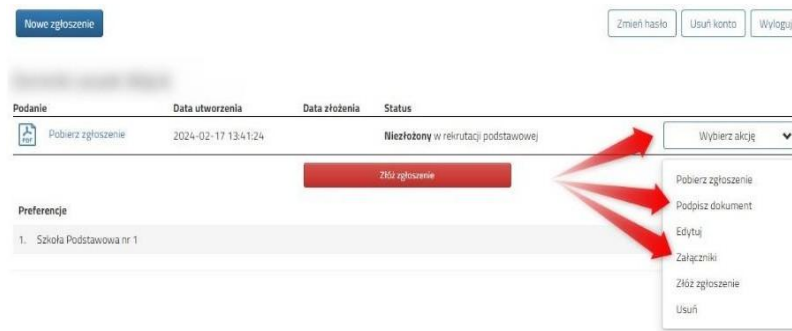 Nowe zgłoszenie
Zmień hasło Usuń konto Wyloguj
Podanie Data utworzenia Data złożenia Status
PDF Pobierz zgłoszenie 2024-02-17 13:41:24 Niezłożony w rekrutacji podstawowej Wybierz akcję
Złóż zgłoszenie
Pobierz zgłoszenie
Podpisz dokument
Preferencje
Edytuj
1. Szkoła Podstawowa nr 1
Załączniki
Złóż zgłoszenie
Usuń